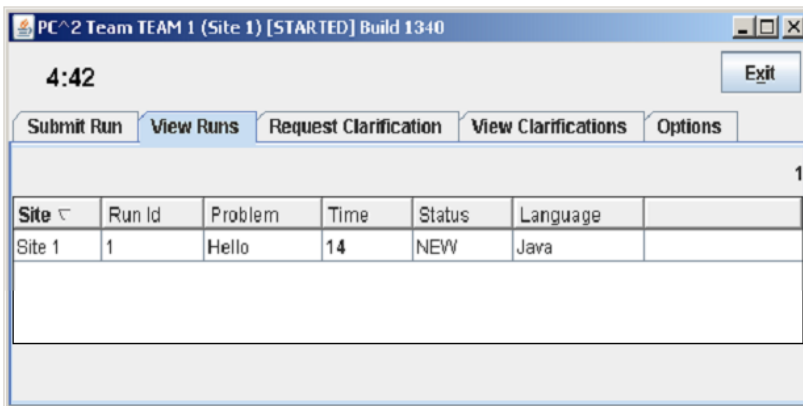 PC^2 Team TEAM 1 (Site 1) [STARTED] Build 1340
4:42 Exit
Submit Run View Runs Request Clarification View Clarifications Options
1
Site Run Id Problem Time Status Language
Site 1 1 Hello 14 NEW Java